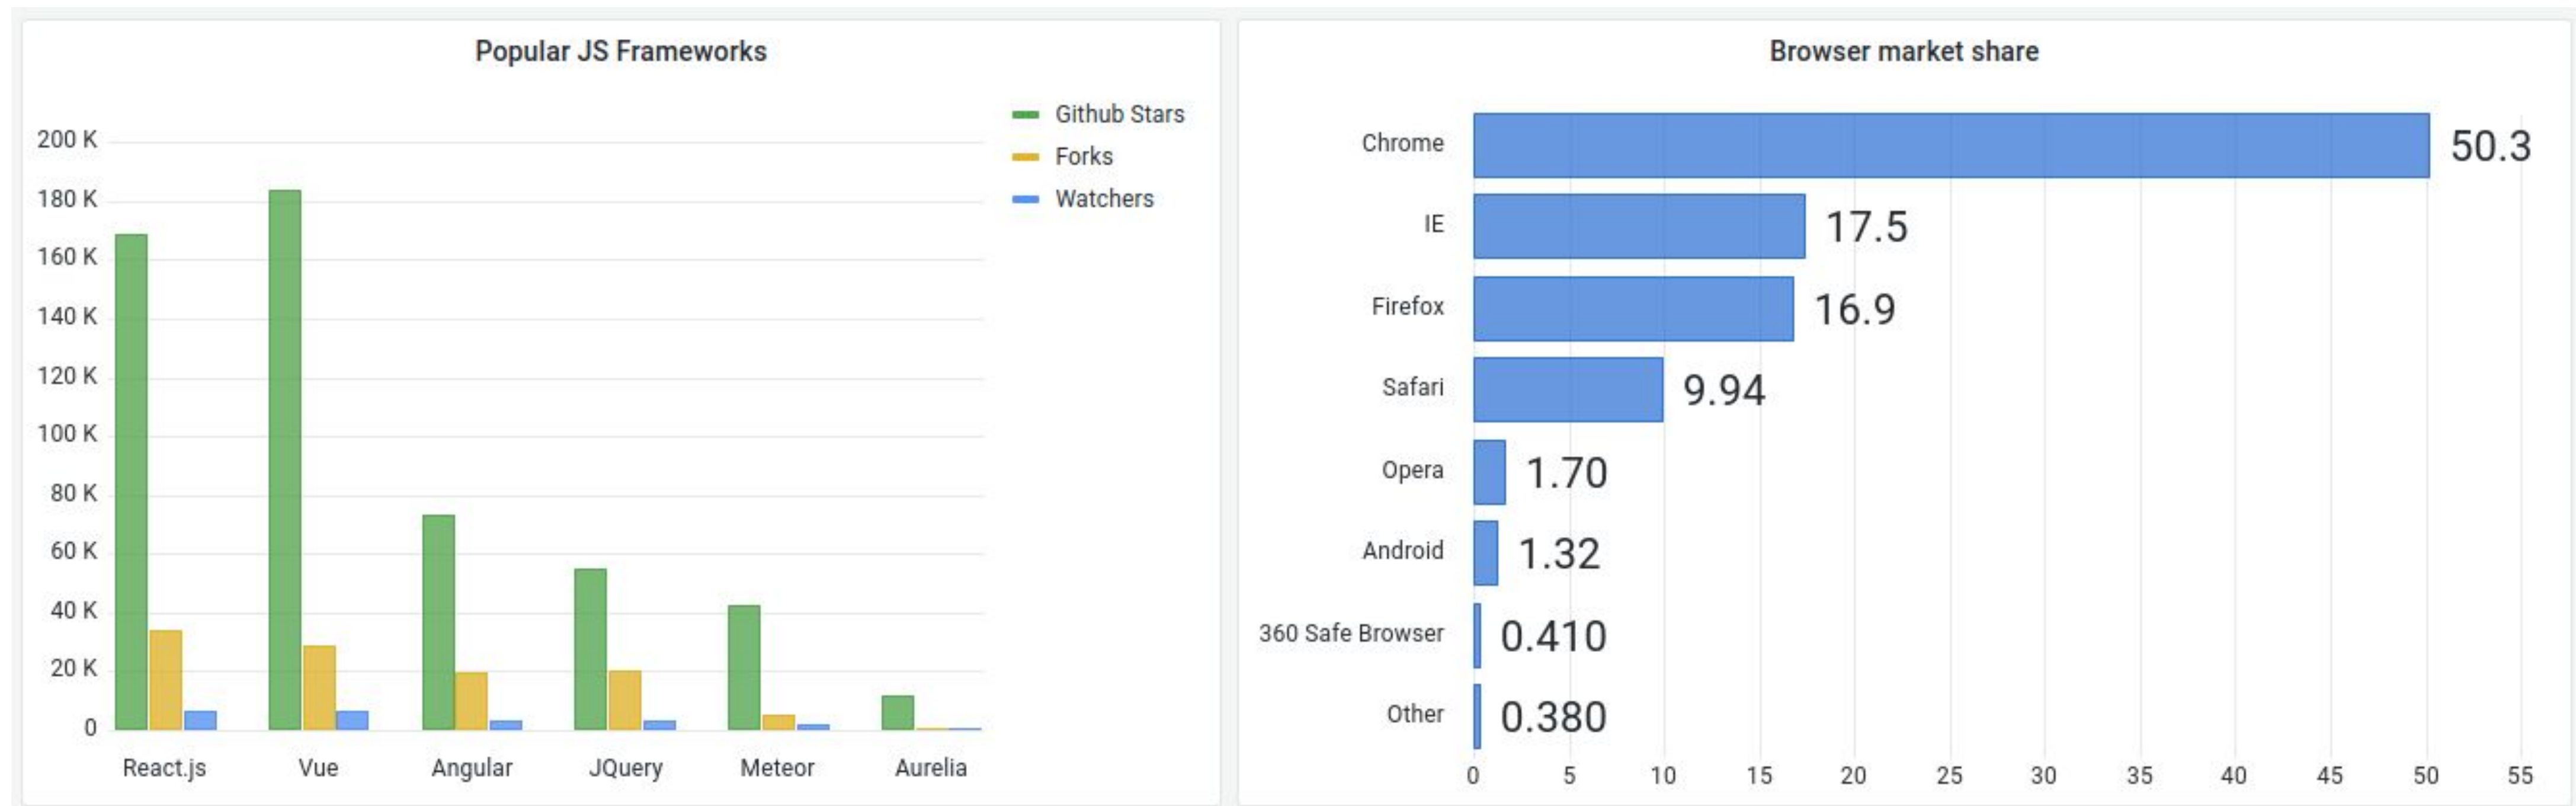 Popular JS Frameworks
Github Stars
Forks
Watchers
200 K
180 K
160 K
140 K
120 K
100 K
80 K
60 K
40 K
20 K
0
React.js Vue Angular JQuery Meteor Aurelia
Browser market share
Chrome 50.3
IE 17.5
Firefox 16.9
Safari 9.94
Opera 1.70
Android 1.32
360 Safe Browser 0.410
Other 0.380
0 5 10 15 20 25 30 35 40 45 50 55